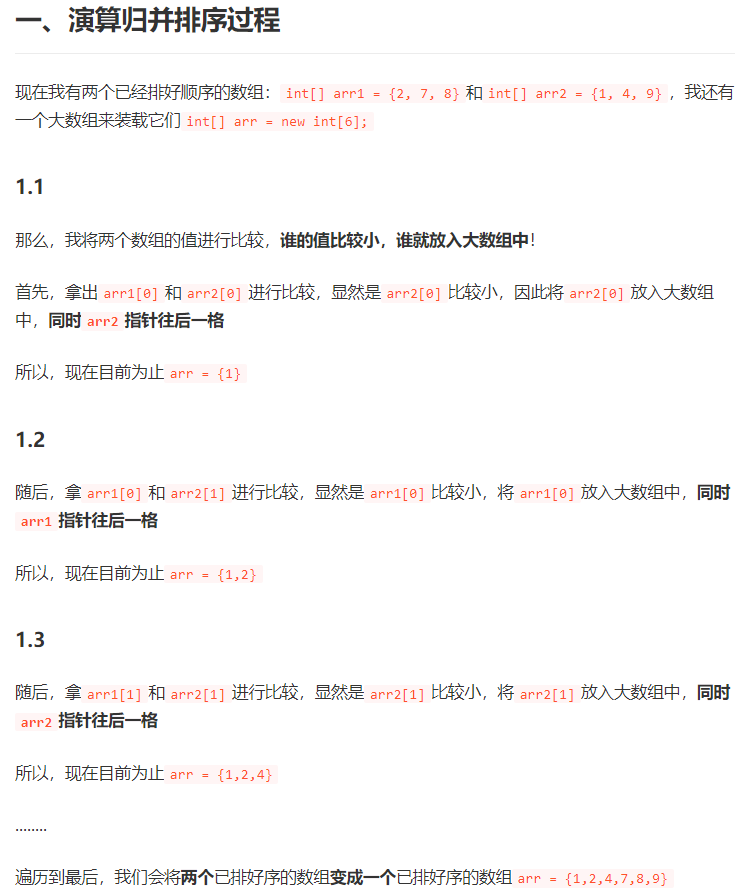 一、演算归并排序过程
现在我有两个已经排好顺序的数组： int[] arr1 = {2, 7, 8} 和 int[] arr2 = {1, 4, 9} ，我还有
一个大数组来装载它们 int[] arr = new int[6];
1.1
那么，我将两个数组的值进行比较，谁的值比较小，谁就放入大数组中！
首先，拿出 arr1[0] 和 arr2[0] 进行比较，显然是 arr2[0] 比较小，因此将 arr2[0] 放入大数组
中，同时 arr2 指针往后一格
所以，现在目前为止 arr = {1}
1.2
随后，拿 arr1[0] 和 arr2[1] 进行比较，显然是 arr1[0] 比较小，将 arr1[0] 放入大数组中，同时
arr1 指针往后一格
所以，现在目前为止 arr = {1,2}
1.3
随后，拿 arr1[1] 和 arr2[1] 进行比较，显然是 arr2[1] 比较小，将 arr2[1] 放入大数组中，同时
arr2 指针往后一格
所以，现在目前为止 arr = {1,2,4}
........
遍历到最后，我们会将两个已排好序的数组变成一个已排好序的数组 arr = {1,2,4,7,8,9}